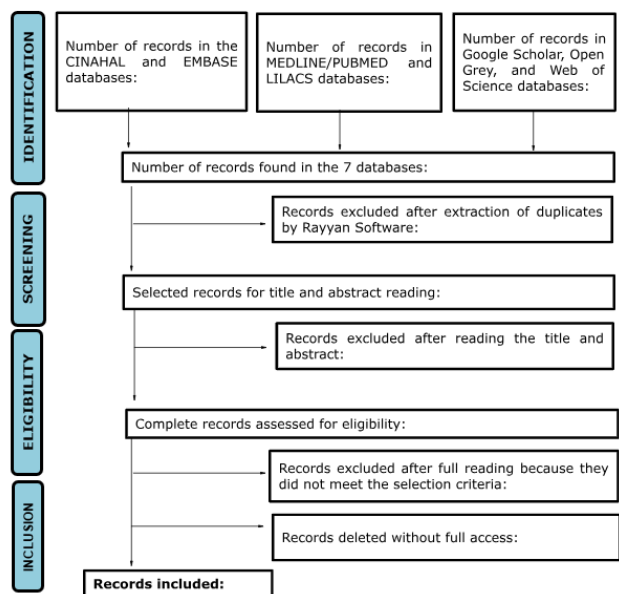 IDENTIFICATION
Number of records in the
CINAHAL and EMBASE
databases:
Number of records in
MEDLINE/PUBMED and
LILACS databases:
Number of records in
Google Scholar, Open
Grey, and Web of
Science databases:
Number of records found in the 7 databases:
SCREENING
Records excluded after extraction of duplicates
by Rayyan Software:
Selected records for title and abstract reading:
ELIGIBILITY
Records excluded after reading the title and
abstract:
Complete records assessed for eligibility:
Records excluded after full reading because they
did not meet the selection criteria:
INCLUSION
Records deleted without full access:
Records included: